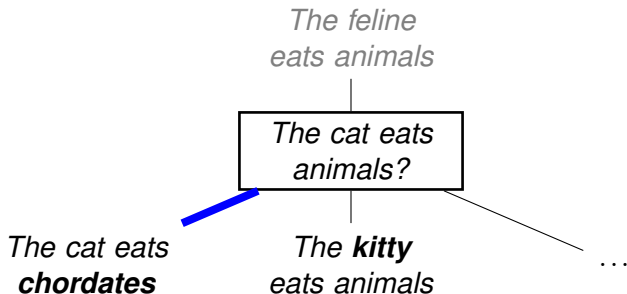 The feline
eats animals
The cat eats
animals?
The cat eats
chordates
The kitty
eats animals
...